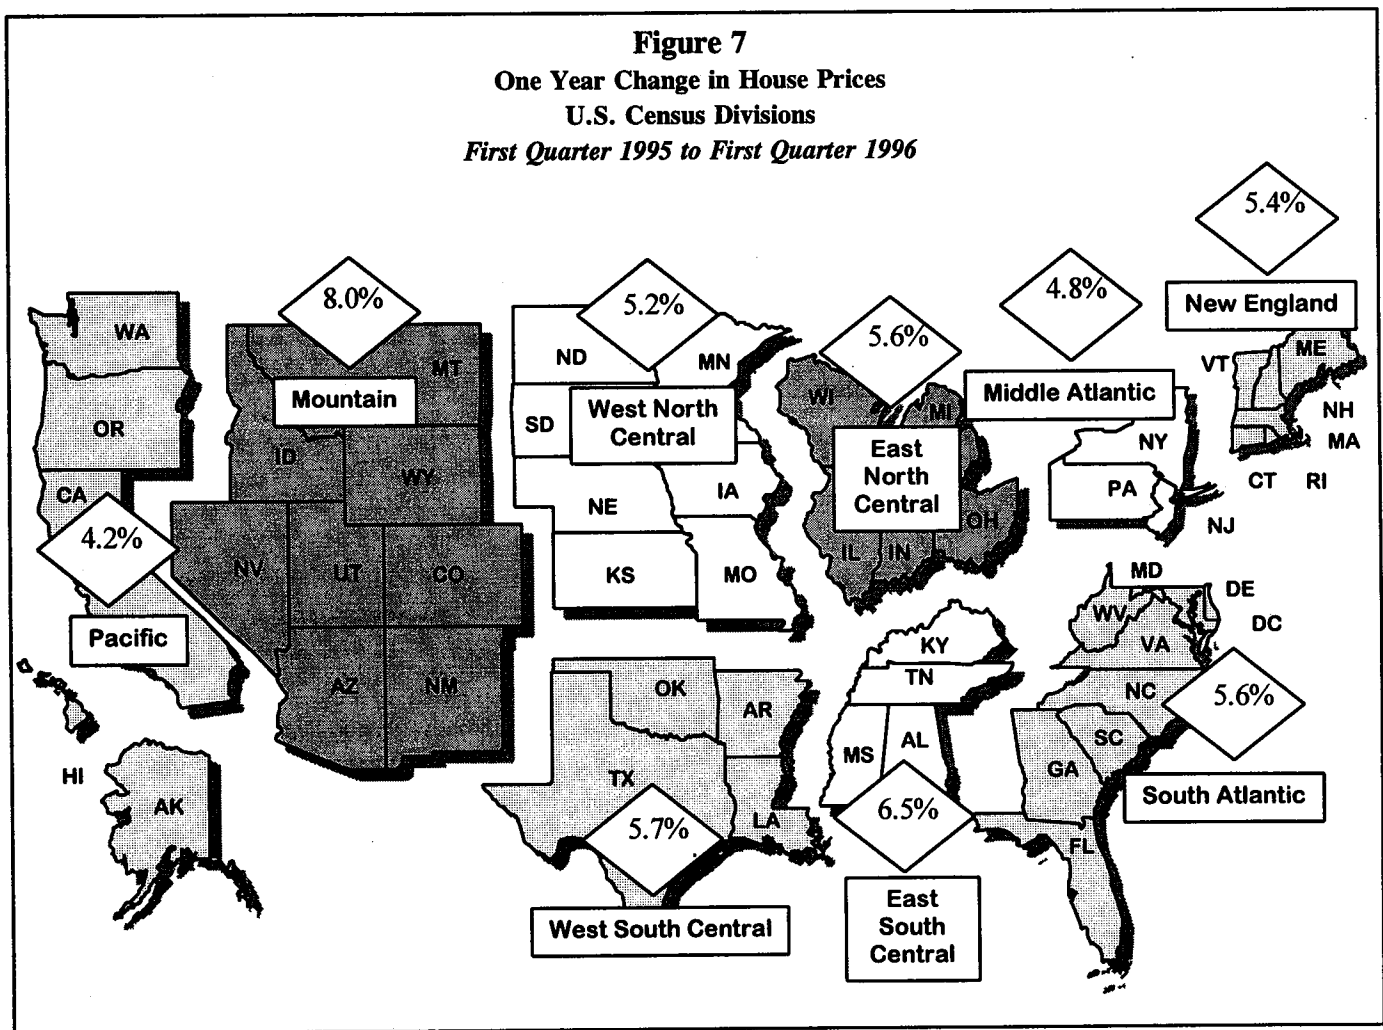 Figure 7
One Year Change in House Prices
U.S. Census Divisions
First Quarter 1995 to First Quarter 1996
5.4%
New England
4.8%
Middle Atlantic
8.0%
Mountain
5.2%
West North
Central
5.6%
East
North
Central
WA
OR
CA
4.2%
Pacific
HI
AK
MT
ID
WY
NV
UT
CO
AZ
NM
ND
MN
SD
NE
IA
KS
MO
WI
MI
IL
IN
OH
NY
PA
NJ
VT
ME
NH
MA
CT
RI
MD
DE
DC
WV
VA
NC
SC
GA
FL
5.6%
South Atlantic
KY
TN
MS
AL
6.5%
East
South
Central
OK
AR
TX
LA
5.7%
West South Central